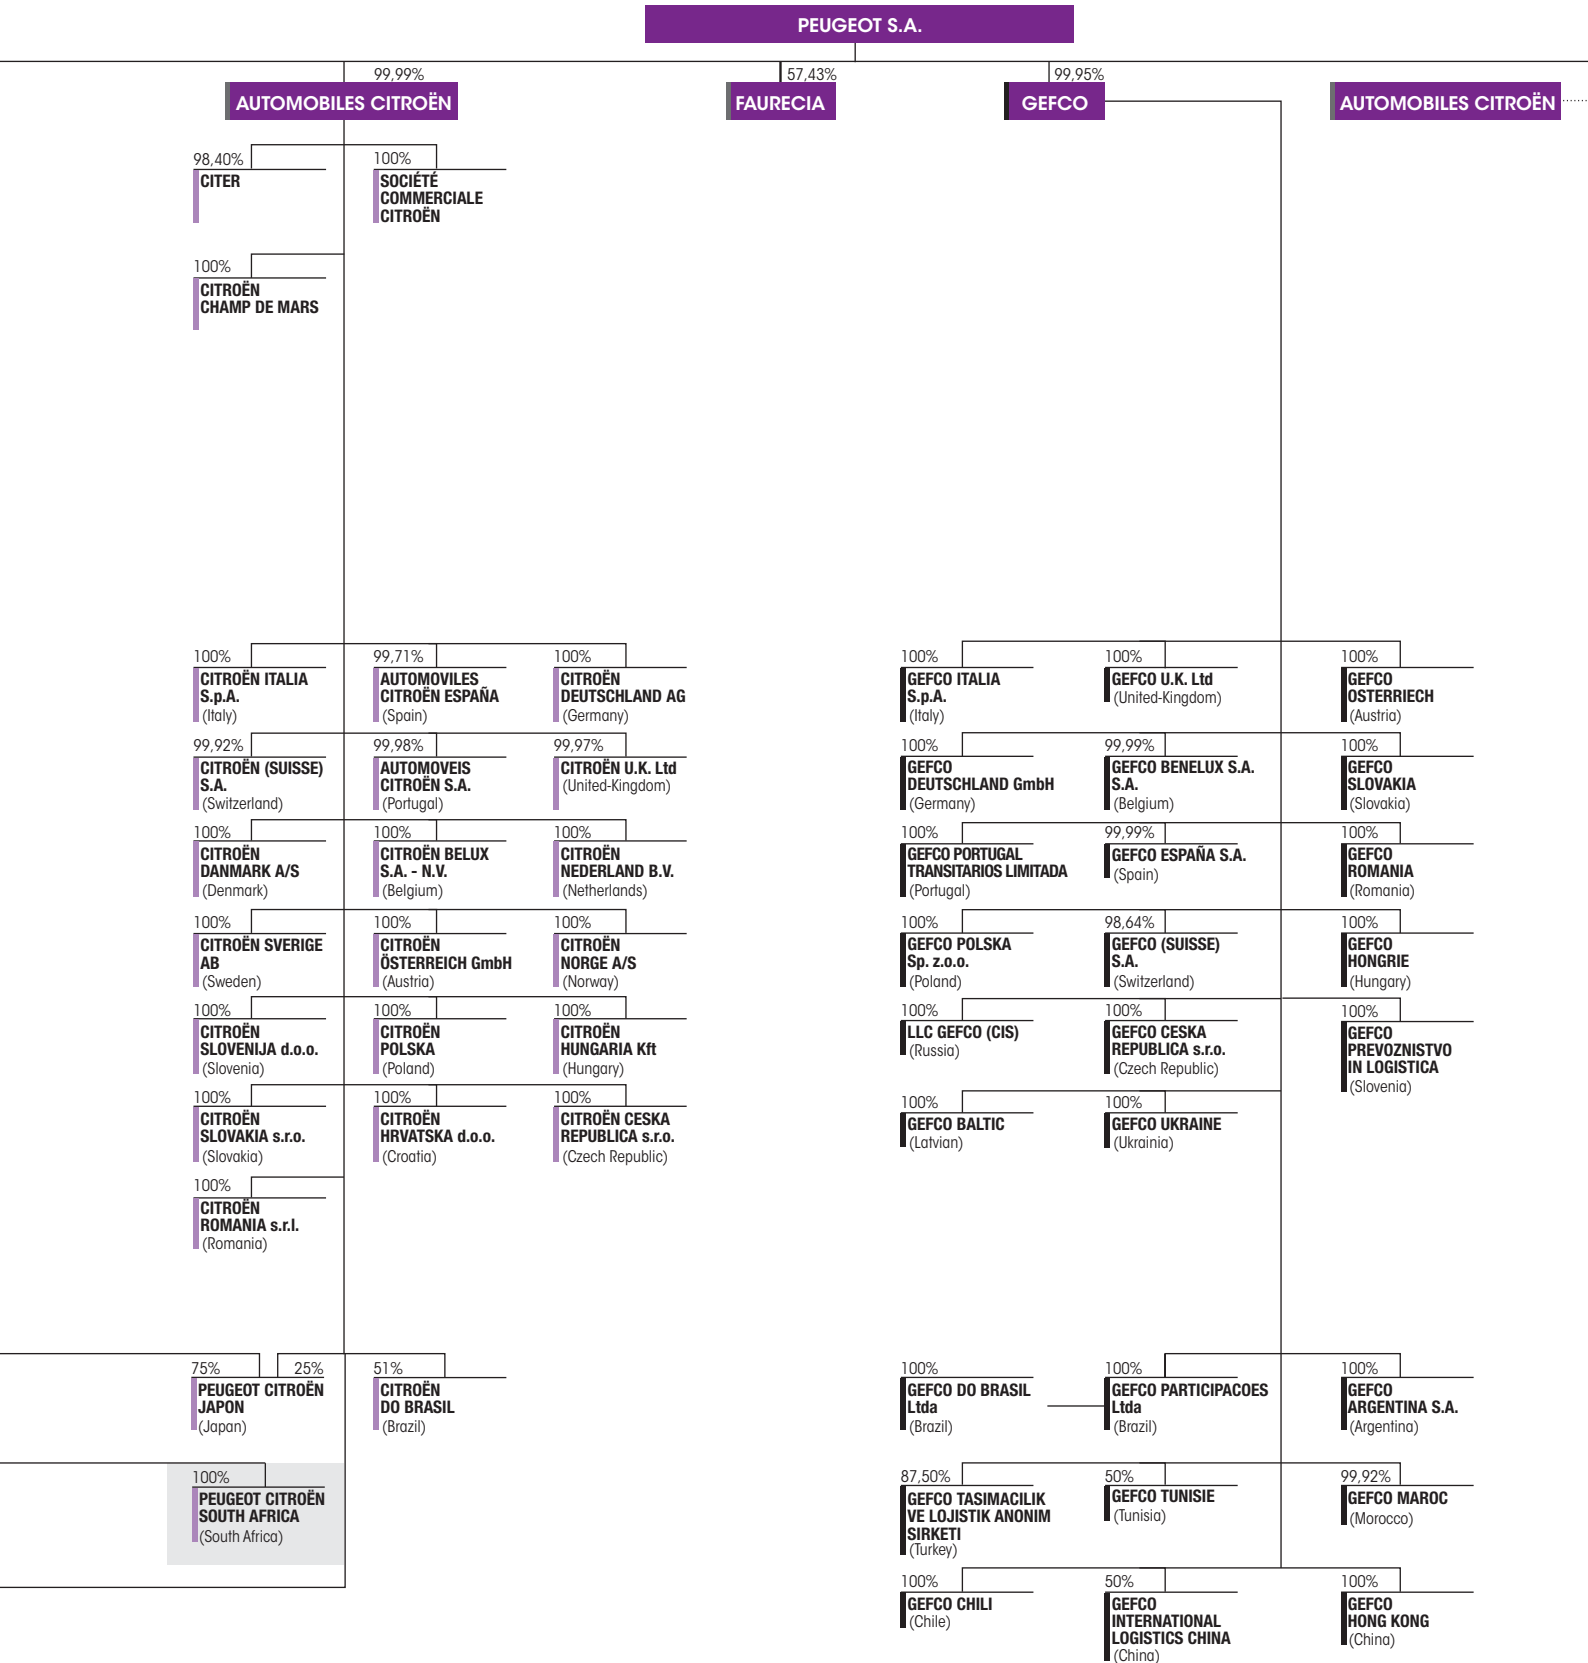 PEUGEOT S.A.
99,99%
57,43%
99,95%
AUTOMOBILES CITROËN
FAURECIA
GEFCO
AUTOMOBILES CITROËN
98,40%
CITER
100%
SOCIÉTÉ
COMMERCIALE
CITROËN
100%
CITROËN
CHAMP DE MARS
100%
CITROËN ITALIA
S.p.A.
(Italy)
99,71%
AUTOMOVILES
CITROËN ESPAÑA
(Spain)
100%
CITROËN
DEUTSCHLAND AG
(Germany)
99,92%
CITROËN (SUISSE)
S.A.
(Switzerland)
99,98%
AUTOMOVEIS
CITROËN S.A.
(Portugal)
99,97%
CITROËN U.K. Ltd
(United-Kingdom)
100%
CITROËN
DANMARK A/S
(Denmark)
100%
CITROËN BELUX
S.A. - N.V.
(Belgium)
100%
CITROËN
NEDERLAND B.V.
(Netherlands)
100%
CITROËN SVERIGE
AB
(Sweden)
100%
CITROËN
ÖSTERREICH GmbH
(Austria)
100%
CITROËN
NORGE A/S
(Norway)
100%
CITROËN
SLOVENIJA d.o.o.
(Slovenia)
100%
CITROËN
POLSKA
(Poland)
100%
CITROËN
HUNGARIA Kft
(Hungary)
100%
CITROËN
SLOVAKIA s.r.o.
(Slovakia)
100%
CITROËN
HRVATSKA d.o.o.
(Croatia)
100%
CITROËN CESKA
REPUBLICA s.r.o.
(Czech Republic)
100%
CITROËN
ROMANIA s.r.l.
(Romania)
75%
25%
PEUGEOT CITROËN
JAPON
(Japan)
51%
CITROËN
DO BRASIL
(Brazil)
100%
PEUGEOT CITROËN
SOUTH AFRICA
(South Africa)
100%
GEFCO ITALIA
S.p.A.
(Italy)
100%
GEFCO U.K. Ltd
(United-Kingdom)
100%
GEFCO
OSTERRIECH
(Austria)
100%
GEFCO
DEUTSCHLAND GmbH
(Germany)
99,99%
GEFCO BENELUX S.A.
S.A.
(Belgium)
100%
GEFCO
SLOVAKIA
(Slovakia)
100%
GEFCO PORTUGAL
TRANSITARIOS LIMITADA
(Portugal)
99,99%
GEFCO ESPAÑA S.A.
(Spain)
100%
GEFCO
ROMANIA
(Romania)
100%
GEFCO POLSKA
Sp. z.o.o.
(Poland)
98,64%
GEFCO (SUISSE)
S.A.
(Switzerland)
100%
GEFCO
HONGRIE
(Hungary)
100%
LLC GEFCO (CIS)
(Russia)
100%
GEFCO CESKA
REPUBLICA s.r.o.
(Czech Republic)
100%
GEFCO
PREVOZNISTVO
IN LOGISTICA
(Slovenia)
100%
GEFCO BALTIC
(Latvian)
100%
GEFCO UKRAINE
(Ukrainia)
100%
GEFCO DO BRASIL
Ltda
(Brazil)
100%
GEFCO PARTICIPACOES
Ltda
(Brazil)
100%
GEFCO
ARGENTINA S.A.
(Argentina)
87,50%
GEFCO TASIMACILIK
VE LOJISTIK ANONIM
SIRKETI
(Turkey)
50%
GEFCO TUNISIE
(Tunisia)
99,92%
GEFCO MAROC
(Morocco)
100%
GEFCO CHILI
(Chile)
50%
GEFCO
INTERNATIONAL
LOGISTICS CHINA
(China)
100%
GEFCO
HONG KONG
(China)